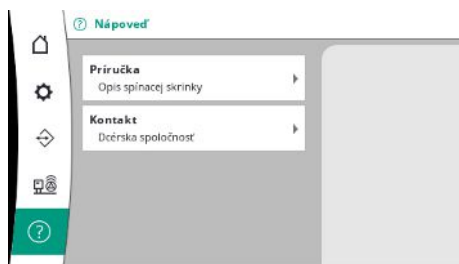 Nápoveď
Príručka
Opis spínacej skrinky
Kontakt
Dcérska spoločnosť